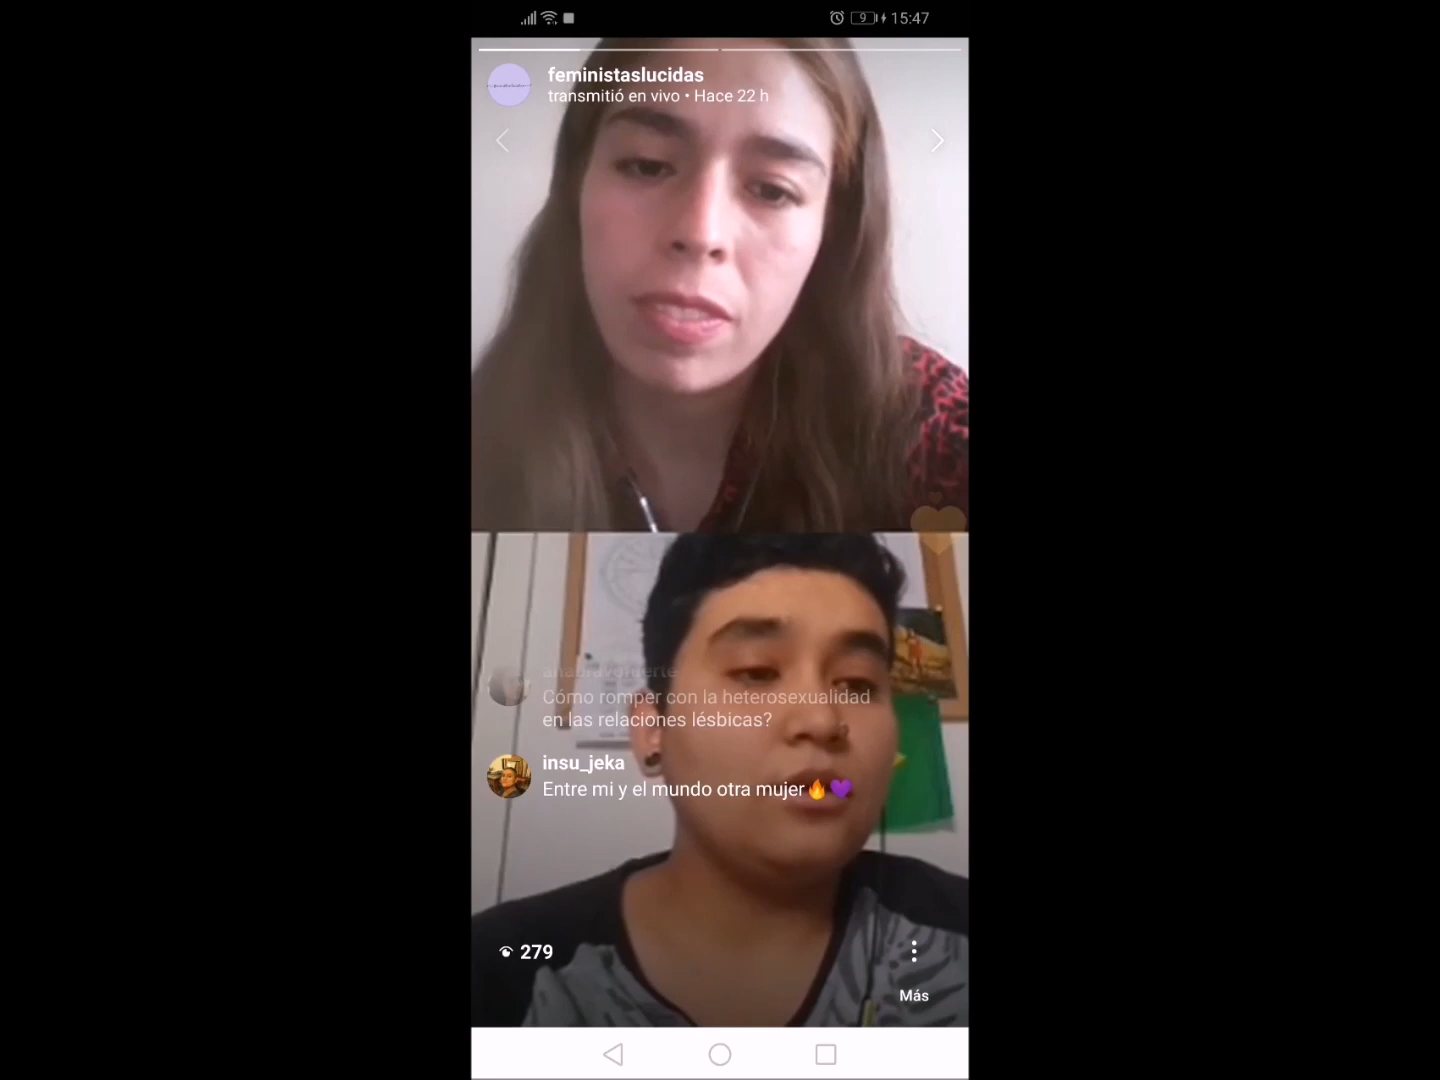 9
15:47
feministaslucidas
transmitió en vivo • Hace 22 h
Cómo romper con la heterosexualidad
en las relaciones lésbicas?
insu_jeka
Entre mi y el mundo otra mujer🔥💜
279
Más